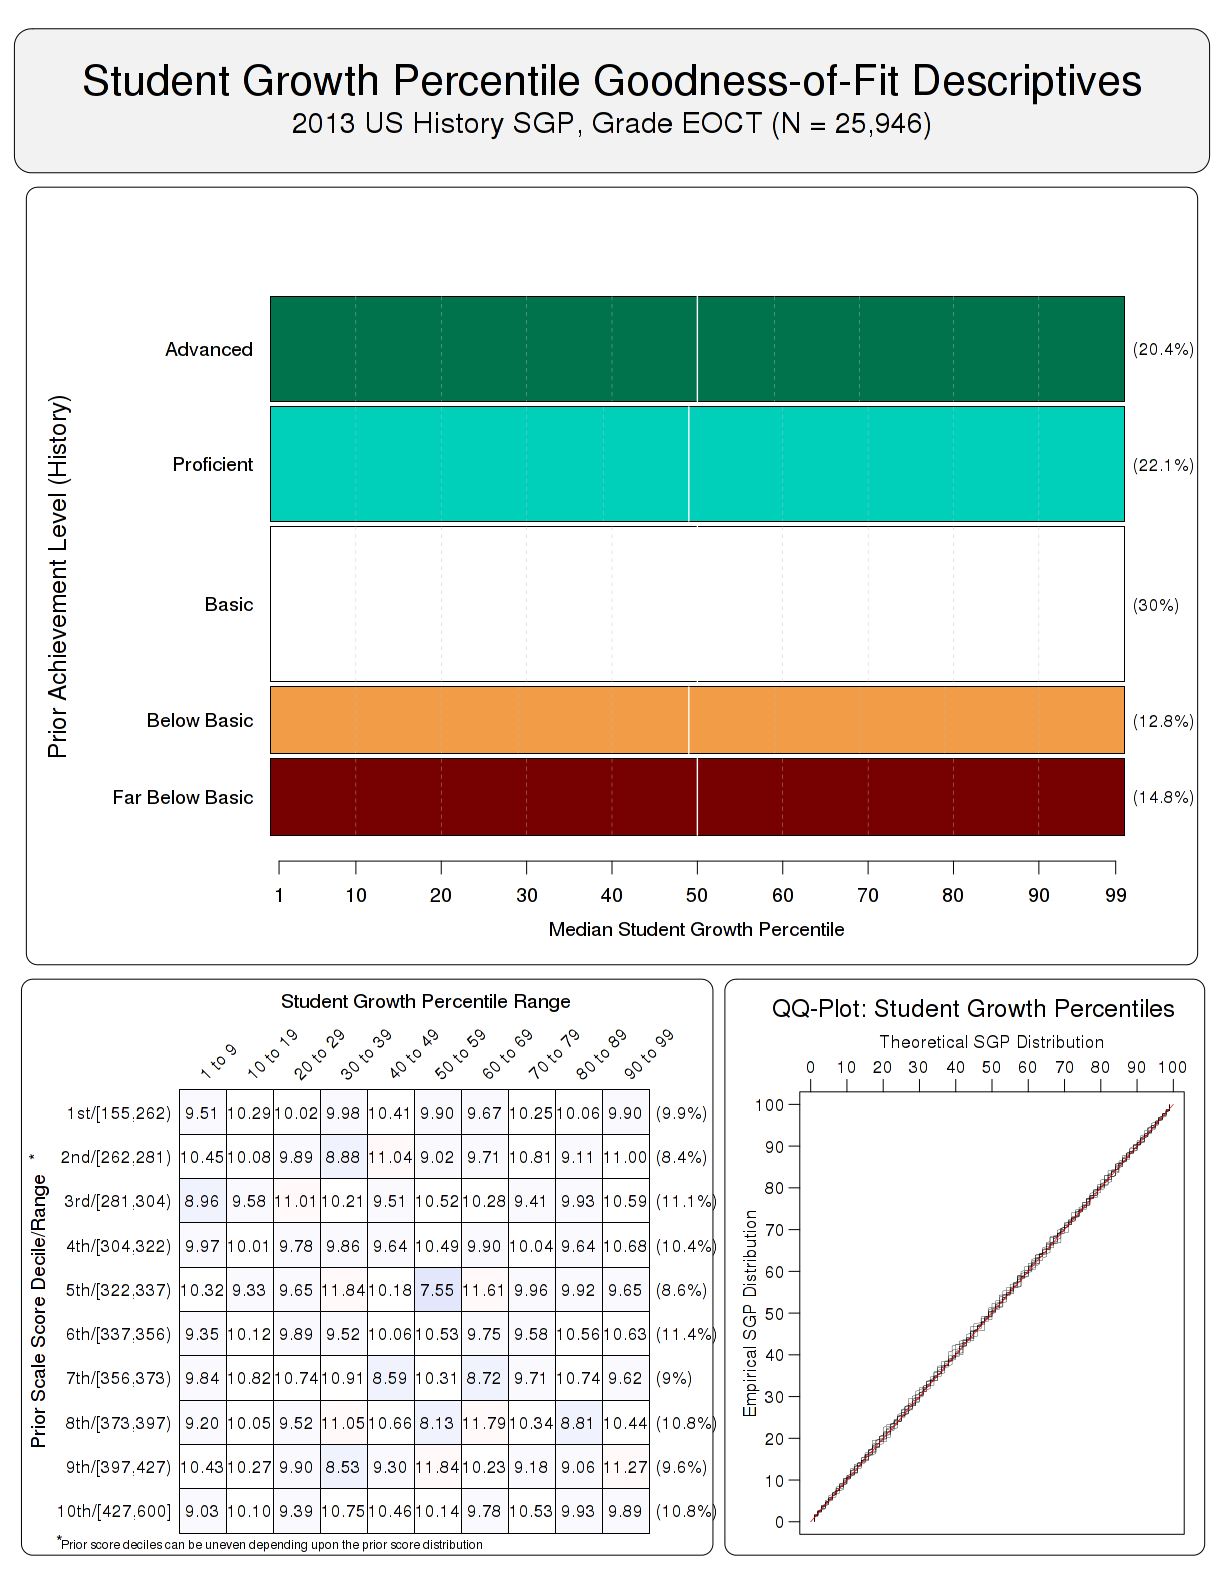 Student Growth Percentile Goodness-of-Fit Descriptives
2013 US History SGP, Grade EOCT (N = 25,946)
Prior Achievement Level (History)
Advanced (20.4%)
Proficient (22.1%)
Basic (30%)
Below Basic (12.8%)
Far Below Basic (14.8%)
1 10 20 30 40 50 60 70 80 90 99
Median Student Growth Percentile
Student Growth Percentile Range
1 to 9 10 to 19 20 to 29 30 to 39 40 to 49 50 to 59 60 to 69 70 to 79 80 to 89 90 to 99
Prior Scale Score Decile/Range *
1st/[155,262) 9.51 10.29 10.02 9.98 10.41 9.90 9.67 10.25 10.06 9.90 (9.9%)
2nd/[262,281) 10.45 10.08 9.89 8.88 11.04 9.02 9.71 10.81 9.11 11.00 (8.4%)
3rd/[281,304) 8.96 9.58 11.01 10.21 9.51 10.52 10.28 9.41 9.93 10.59 (11.1%)
4th/[304,322) 9.97 10.01 9.78 9.86 9.64 10.49 9.90 10.04 9.64 10.68 (10.4%)
5th/[322,337) 10.32 9.33 9.65 11.84 10.18 7.55 11.61 9.96 9.92 9.65 (8.6%)
6th/[337,356) 9.35 10.12 9.89 9.52 10.06 10.53 9.75 9.58 10.56 10.63 (11.4%)
7th/[356,373) 9.84 10.82 10.74 10.91 8.59 10.31 8.72 9.71 10.74 9.62 (9%)
8th/[373,397) 9.20 10.05 9.52 11.05 10.66 8.13 11.79 10.34 8.81 10.44 (10.8%)
9th/[397,427) 10.43 10.27 9.90 8.53 9.30 11.84 10.23 9.18 9.06 11.27 (9.6%)
10th/[427,600] 9.03 10.10 9.39 10.75 10.46 10.14 9.78 10.53 9.93 9.89 (10.8%)
*Prior score deciles can be uneven depending upon the prior score distribution
QQ-Plot: Student Growth Percentiles
Theoretical SGP Distribution
0 10 20 30 40 50 60 70 80 90 100
Empirical SGP Distribution
100
90
80
70
60
50
40
30
20
10
0